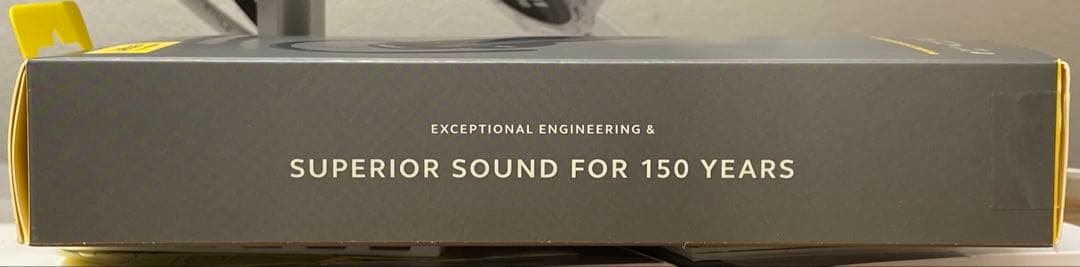 EXCEPTIONAL ENGINEERING &
SUPERIOR SOUND FOR 150 YEARS